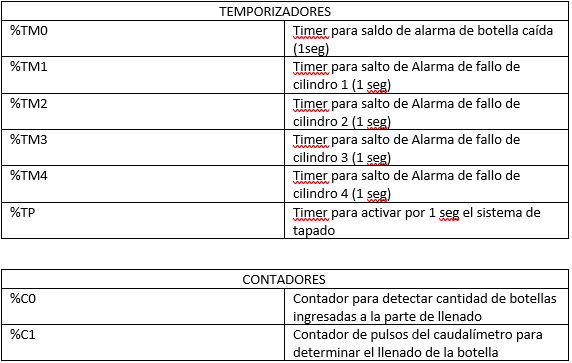 TEMPORIZADORES
%TM0
Timer para saldo de alarma de botella caída
(1seg)
%TM1
Timer para salto de Alarma de fallo de
cilindro 1 (1 seg)
%TM2
Timer para salto de Alarma de fallo de
cilindro 2 (1 seg)
%TM3
Timer para salto de Alarma de fallo de
cilindro 3 (1 seg)
%TM4
Timer para salto de Alarma de fallo de
cilindro 4 (1 seg)
%TP
Timer para activar por 1 seg el sistema de
tapado
CONTADORES
%C0
Contador para detectar cantidad de botellas
ingresadas a la parte de llenado
%C1
Contador de pulsos del caudalímetro para
determinar el llenado de la botella